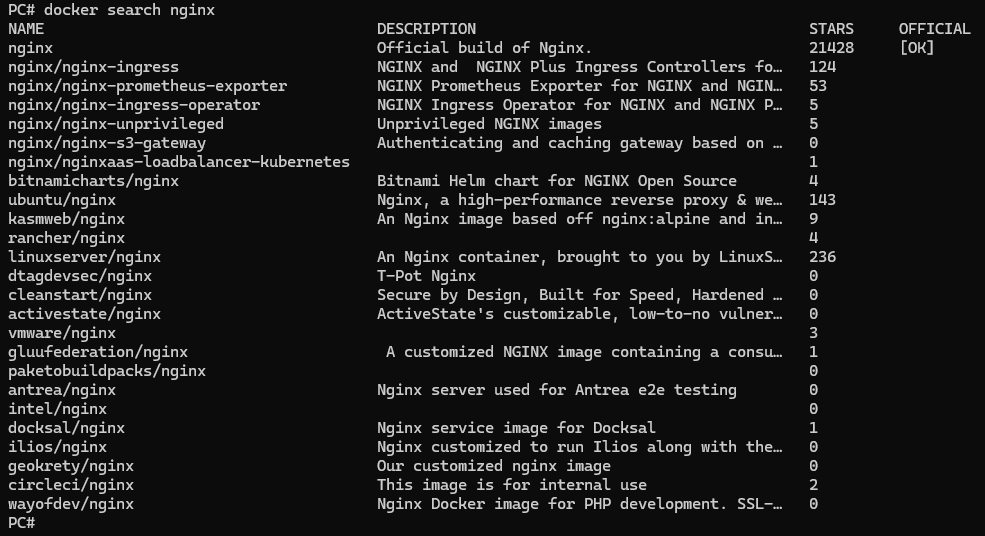 PC# docker search nginx
NAME                                     DESCRIPTION                                     STARS     OFFICIAL
nginx                                    Official build of Nginx.                        21428     [OK]
nginx/nginx-ingress                      NGINX and  NGINX Plus Ingress Controllers fo…   124
nginx/nginx-prometheus-exporter          NGINX Prometheus Exporter for NGINX and NGIN…   53
nginx/nginx-ingress-operator             NGINX Ingress Operator for NGINX and NGINX P…   5
nginx/nginx-unprivileged                 Unprivileged NGINX images                       5
nginx/nginx-s3-gateway                   Authenticating and caching gateway based on …   0
nginx/nginxaas-loadbalancer-kubernetes                                                   1
bitnamicharts/nginx                      Bitnami Helm chart for NGINX Open Source        4
ubuntu/nginx                             Nginx, a high-performance reverse proxy & we…   143
kasmweb/nginx                            An Nginx image based off nginx:alpine and in…   9
rancher/nginx                                                                            4
linuxserver/nginx                        An Nginx container, brought to you by LinuxS…   236
dtagdevsec/nginx                         T-Pot Nginx                                     0
cleanstart/nginx                         Secure by Design, Built for Speed, Hardened …   0
activestate/nginx                        ActiveState's customizable, low-to-no vulner…   0
vmware/nginx                                                                             3
gluufederation/nginx                      A customized NGINX image containing a consu…   1
paketobuildpacks/nginx                                                                   0
antrea/nginx                             Nginx server used for Antrea e2e testing        0
intel/nginx                                                                              0
docksal/nginx                            Nginx service image for Docksal                 1
ilios/nginx                              Nginx customized to run Ilios along with the…   0
geokrety/nginx                           Our customized nginx image                      0
circleci/nginx                           This image is for internal use                  2
wayofdev/nginx                           Nginx Docker image for PHP development. SSL-…   0
PC#